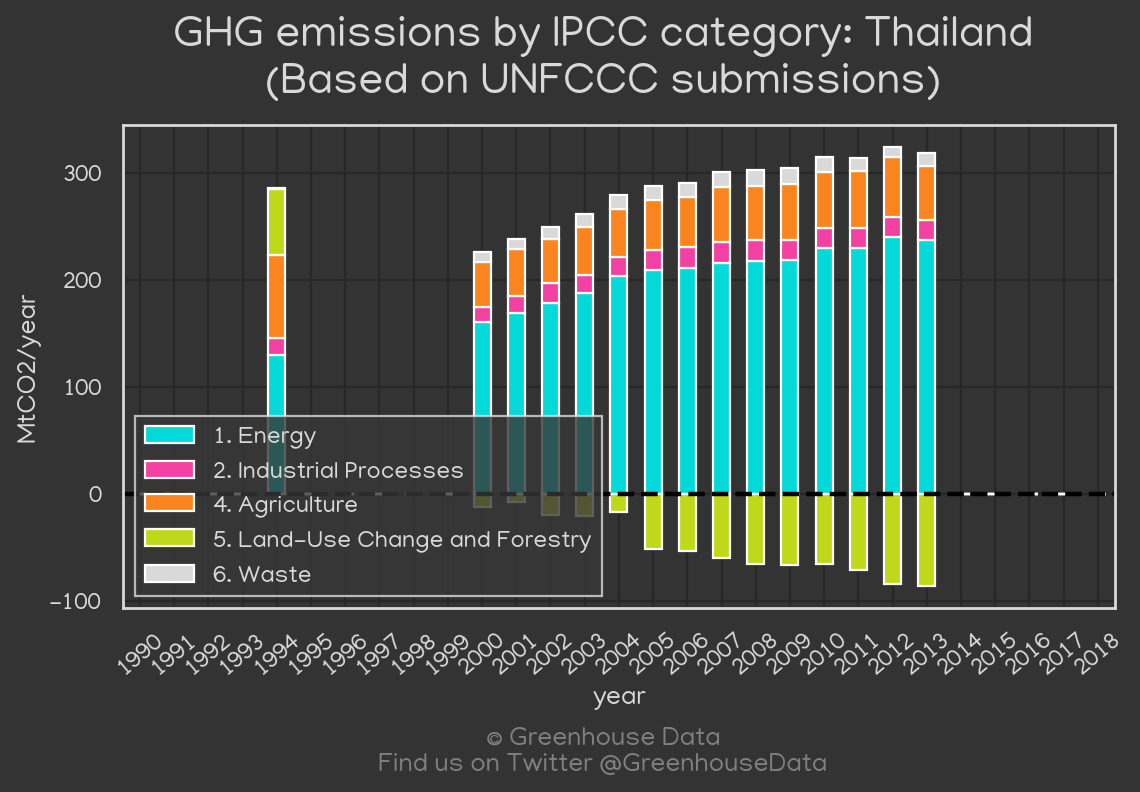 GHG emissions by IPCC category: Thailand
(Based on UNFCCC submissions)
MtCO2/year
300
200
100
0
−100
1. Energy
2. Industrial Processes
4. Agriculture
5. Land-Use Change and Forestry
6. Waste
1990 1991 1992 1993 1994 1995 1996 1997 1998 1999 2000 2001 2002 2003 2004 2005 2006 2007 2008 2009 2010 2011 2012 2013 2014 2015 2016 2017 2018
year
© Greenhouse Data
Find us on Twitter @GreenhouseData